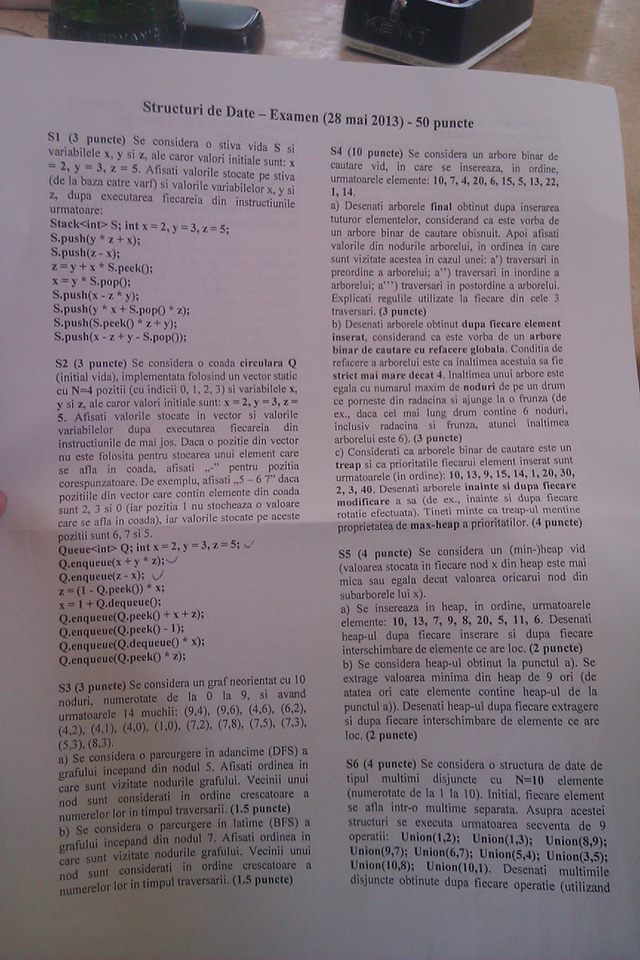 KENT
Structuri de Date – Examen (28 mai 2013) - 50 puncte
S1 (3 puncte) Se considera o stiva vida S si
variabilele x, y si z, ale caror valori initiale sunt: x
= 2, y = 3, z = 5. Afisati valorile stocate pe stiva
(de la baza catre varf) si valorile variabilelor x, y si
z, dupa executarea fiecareia din instructiunile
urmatoare:
Stack<int> S; int x = 2, y = 3, z = 5;
S.push(y * z + x);
S.push(z - x);
z = y + x * S.peek();
x = y * S.pop();
S.push(x - z * y);
S.push(y * x + S.pop() * z);
S.push(S.peek() * z + y);
S.push(x - z + y - S.pop());
S2 (3 puncte) Se considera o coada circulara Q
(initial vida), implementata folosind un vector static
cu N=4 pozitii (cu indicii 0, 1, 2, 3) si variabilele x,
y si z, ale caror valori initiale sunt: x = 2, y = 3, z =
5. Afisati valorile stocate in vector si valorile
variabilelor dupa executarea fiecareia din
instructiunile de mai jos. Daca o pozitie din vector
nu este folosita pentru stocarea unui element care
se afla in coada, afisati „-” pentru pozitia
corespunzatoare. De exemplu, afisati „5 – 6 7” daca
pozitiile din vector care contin elemente din coada
sunt 2, 3 si 0 (iar pozitia 1 nu stocheaza o valoare
care se afla in coada), iar valorile stocate pe aceste
pozitii sunt 6, 7 si 5.
Queue<int> Q; int x = 2, y = 3, z = 5;
Q.enqueue(x + y * z);
Q.enqueue(z - x);
z = (1 - Q.peek()) * x;
x = 1 + Q.dequeue();
Q.enqueue(Q.peek() + x + z);
Q.enqueue(Q.peek() - 1);
Q.enqueue(Q.dequeue() * x);
Q.enqueue(Q.peek() * z);
S3 (3 puncte) Se considera un graf neorientat cu 10
noduri, numerotate de la 0 la 9, si avand
urmatoarele 14 muchii: (9,4), (9,6), (4,6), (6,2),
(4,2), (4,1), (4,0), (1,0), (7,2), (7,8), (7,5), (7,3),
(5,3), (8,3).
a) Se considera o parcurgere in adancime (DFS) a
grafului incepand din nodul 5. Afisati ordinea in
care sunt vizitate nodurile grafului. Vecinii unui
nod sunt considerati in ordine crescatoare a
numerelor lor in timpul traversarii. (1.5 puncte)
b) Se considera o parcurgere in latime (BFS) a
grafului incepand din nodul 7. Afisati ordinea in
care sunt vizitate nodurile grafului. Vecinii unui
nod sunt considerati in ordine crescatoare a
numerelor lor in timpul traversarii. (1.5 puncte)
S4 (10 puncte) Se considera un arbore binar de
cautare vid, in care se insereaza, in ordine,
urmatoarele elemente: 10, 7, 4, 20, 6, 15, 5, 13, 22,
1, 14.
a) Desenati arborele final obtinut dupa inserarea
tuturor elementelor, considerand ca este vorba de
un arbore binar de cautare obisnuit. Apoi afisati
valorile din nodurile arborelui, in ordinea in care
sunt vizitate acestea in cazul unei: a') traversari in
preordine a arborelui; a'') traversari in inordine a
arborelui; a''') traversari in postordine a arborelui.
Explicati regulile utilizate la fiecare din cele 3
traversari. (3 puncte)
b) Desenati arborele obtinut dupa fiecare element
inserat, considerand ca este vorba de un arbore
binar de cautare cu refacere globala. Conditia de
refacere a arborelui este ca inaltimea acestuia sa fie
strict mai mare decat 4. Inaltimea unui arbore este
egala cu numarul maxim de noduri de pe un drum
ce porneste din radacina si ajunge la o frunza (de
ex., daca cel mai lung drum contine 6 noduri,
inclusiv radacina si frunza, atunci inaltimea
arborelui este 6). (3 puncte)
c) Considerati ca arborele binar de cautare este un
treap si ca prioritatile fiecarui element inserat sunt
urmatoarele (in ordine): 10, 13, 9, 15, 14, 1, 20, 30,
2, 3, 40. Desenati arborele inainte si dupa fiecare
modificare a sa (de ex., inainte si dupa fiecare
rotatie efectuata). Tineti minte ca treap-ul mentine
proprietatea de max-heap a prioritatilor. (4 puncte)
S5 (4 puncte) Se considera un (min-)heap vid
(valoarea stocata in fiecare nod x din heap este mai
mica sau egala decat valoarea oricarui nod din
subarborele lui x).
a) Se insereaza in heap, in ordine, urmatoarele
elemente: 10, 13, 7, 9, 8, 20, 5, 11, 6. Desenati
heap-ul dupa fiecare inserare si dupa fiecare
interschimbare de elemente ce are loc. (2 puncte)
b) Se considera heap-ul obtinut la punctul a). Se
extrage valoarea minima din heap de 9 ori (de
atatea ori cate elemente contine heap-ul de la
punctul a)). Desenati heap-ul dupa fiecare extragere
si dupa fiecare interschimbare de elemente ce are
loc. (2 puncte)
S6 (4 puncte) Se considera o structura de date de
tipul multimi disjuncte cu N=10 elemente
(numerotate de la 1 la 10). Initial, fiecare element
se afla intr-o multime separata. Asupra acestei
structuri se executa urmatoarea secventa de 9
operatii: Union(1,2); Union(1,3); Union(8,9);
Union(9,7); Union(6,7); Union(5,4); Union(3,5);
Union(10,8); Union(10,1). Desenati multimile
disjuncte obtinute dupa fiecare operatie (utilizand